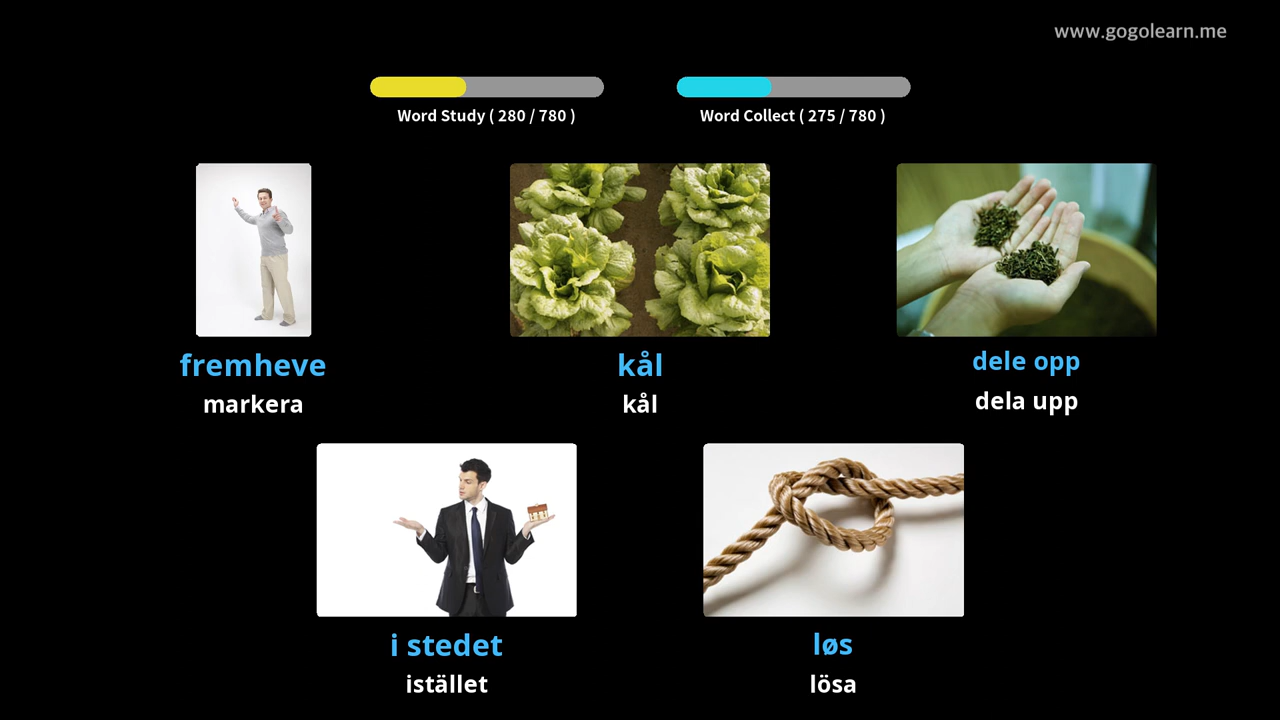 www.gogolearn.me
Word Study ( 280 / 780 )
Word Collect ( 275 / 780 )
fremheve
markera
kål
kål
dele opp
dela upp
i stedet
istället
løs
lösa